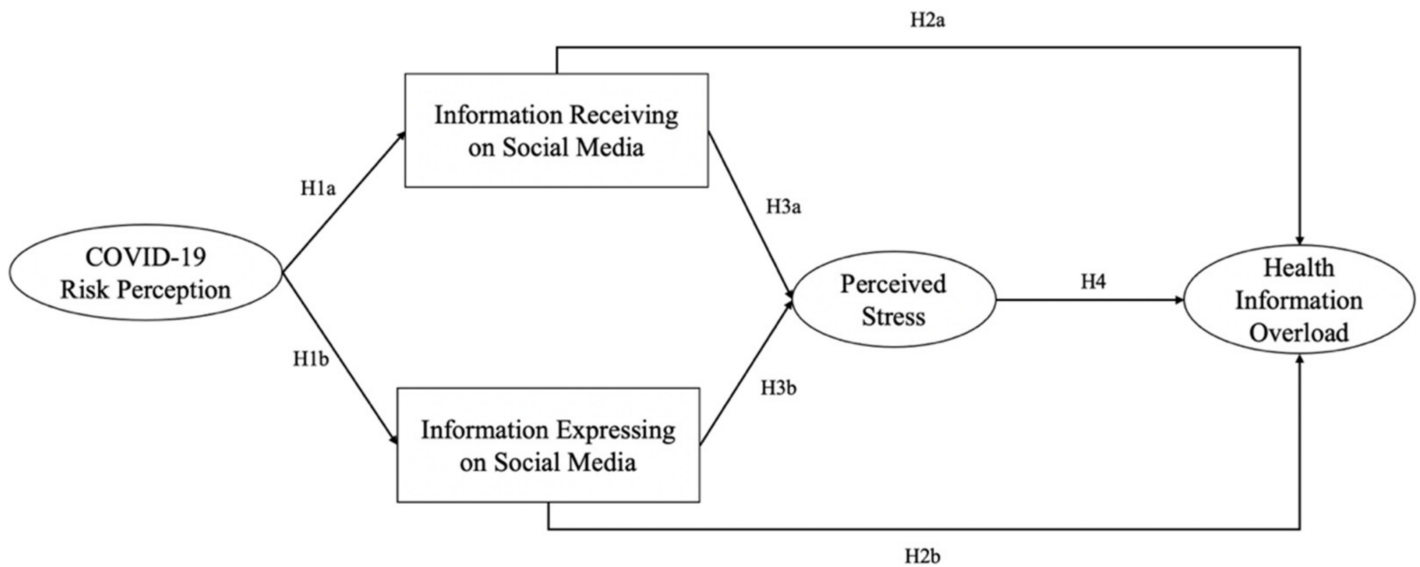 H2a
Information Receiving
on Social Media
H1a
H3a
COVID-19
Risk Perception
Perceived
Stress
H4
Health
Information
Overload
H1b
H3b
Information Expressing
on Social Media
H2b